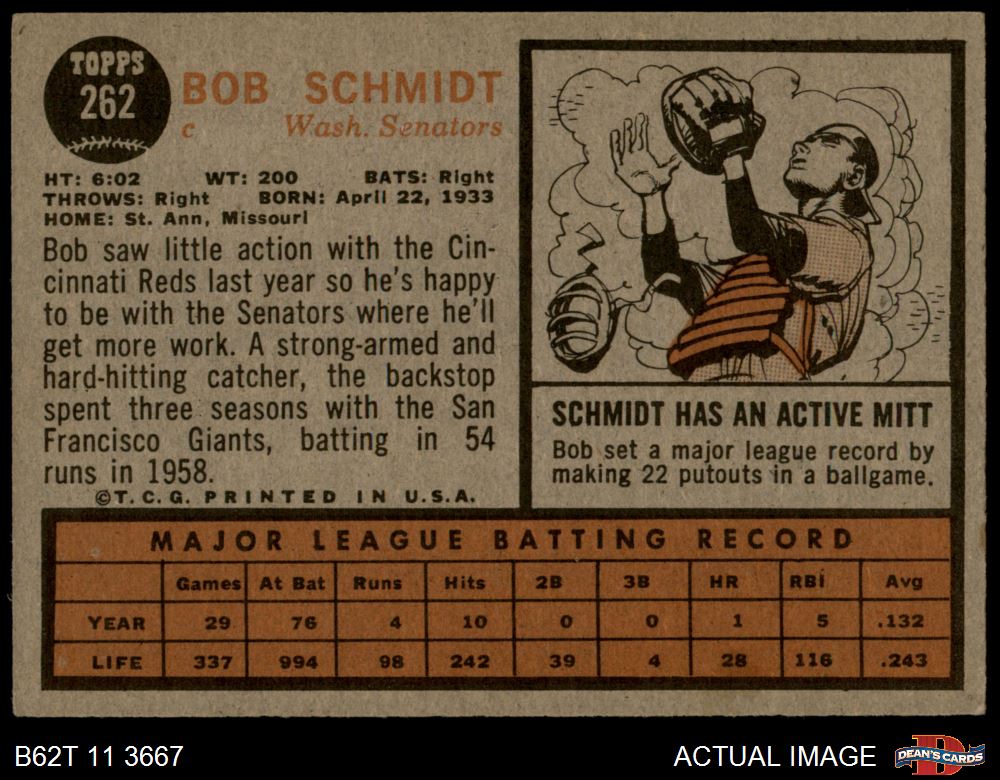 TOPPS
262
BOB SCHMIDT
c Wash. Senators
HT: 6:02 WT: 200 BATS: Right
THROWS: Right BORN: April 22, 1933
HOME: St. Ann, Missouri
Bob saw little action with the Cin-
cinnati Reds last year so he's happy
to be with the Senators where he'll
get more work. A strong-armed and
hard-hitting catcher, the backstop
spent three seasons with the San
Francisco Giants, batting in 54
runs in 1958.
©T.C.G. PRINTED IN U.S.A.
SCHMIDT HAS AN ACTIVE MITT
Bob set a major league record by
making 22 putouts in a ballgame.
MAJOR LEAGUE BATTING RECORD
Games At Bat Runs Hits 2B 3B HR RBI Avg
YEAR 29 76 4 10 0 0 1 5 .132
LIFE 337 994 98 242 39 4 28 116 .243
B62T 11 3667
ACTUAL IMAGE
DEAN'S CARDS